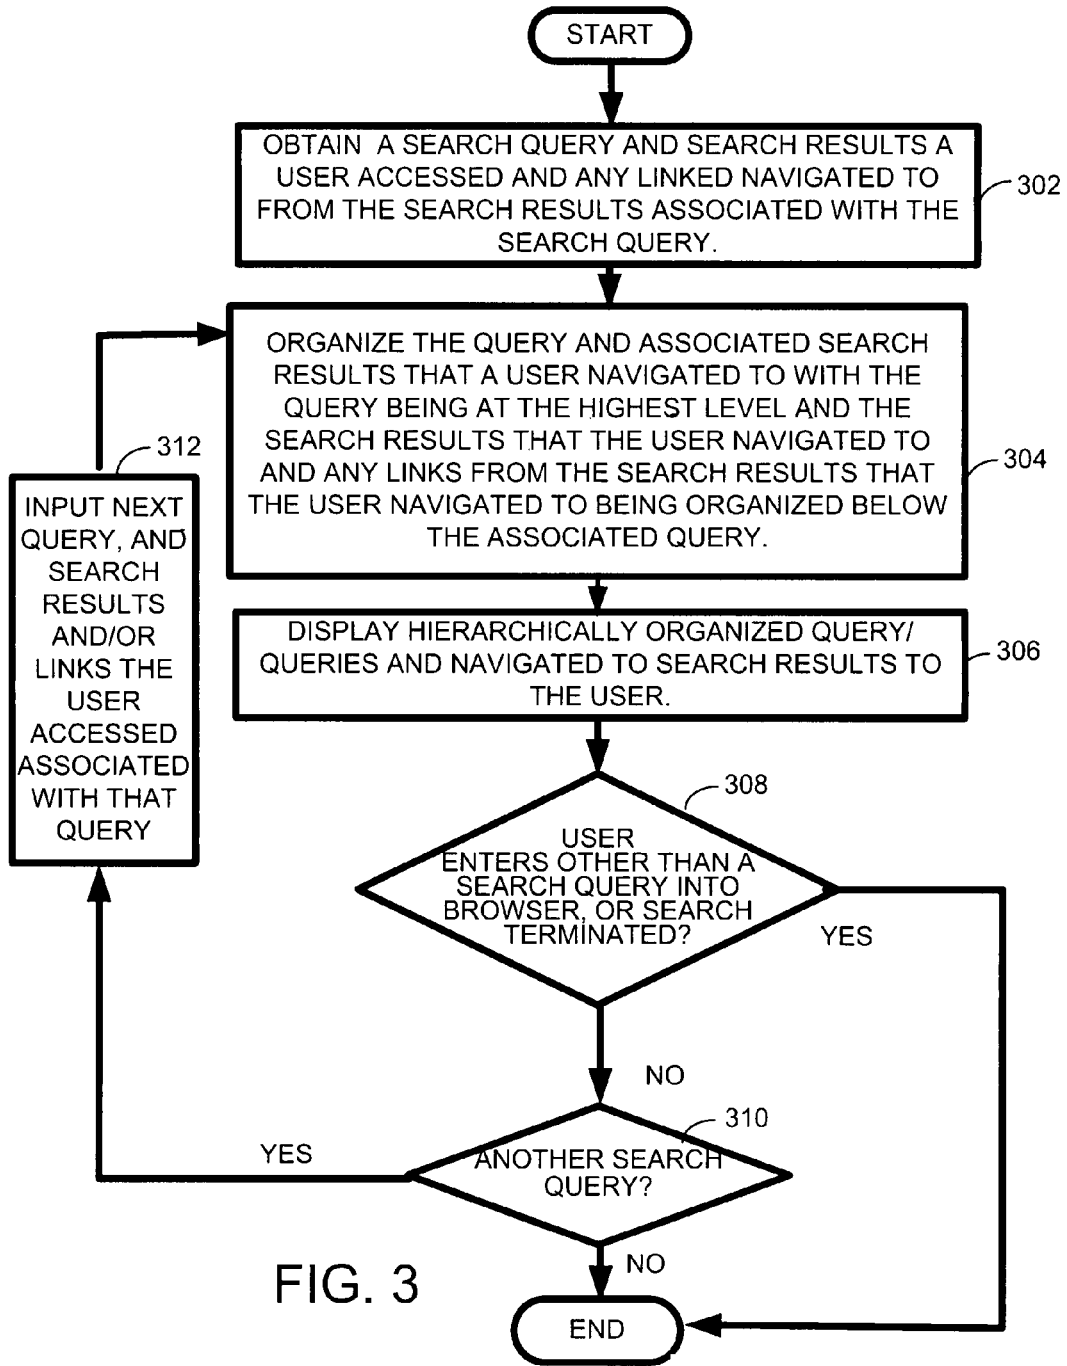 START
OBTAIN A SEARCH QUERY AND SEARCH RESULTS A
USER ACCESSED AND ANY LINKED NAVIGATED TO
FROM THE SEARCH RESULTS ASSOCIATED WITH THE
SEARCH QUERY.
302
ORGANIZE THE QUERY AND ASSOCIATED SEARCH
RESULTS THAT A USER NAVIGATED TO WITH THE
QUERY BEING AT THE HIGHEST LEVEL AND THE
SEARCH RESULTS THAT THE USER NAVIGATED TO
AND ANY LINKS FROM THE SEARCH RESULTS THAT
THE USER NAVIGATED TO BEING ORGANIZED BELOW
THE ASSOCIATED QUERY.
304
312
INPUT NEXT
QUERY, AND
SEARCH
RESULTS
AND/OR
LINKS THE
USER
ACCESSED
ASSOCIATED
WITH THAT
QUERY
DISPLAY HIERARCHICALLY ORGANIZED QUERY/
QUERIES AND NAVIGATED TO SEARCH RESULTS TO
THE USER.
306
308
USER
ENTERS OTHER THAN A
SEARCH QUERY INTO
BROWSER, OR SEARCH
TERMINATED?
YES
NO
310
ANOTHER SEARCH
QUERY?
YES
NO
FIG. 3
END